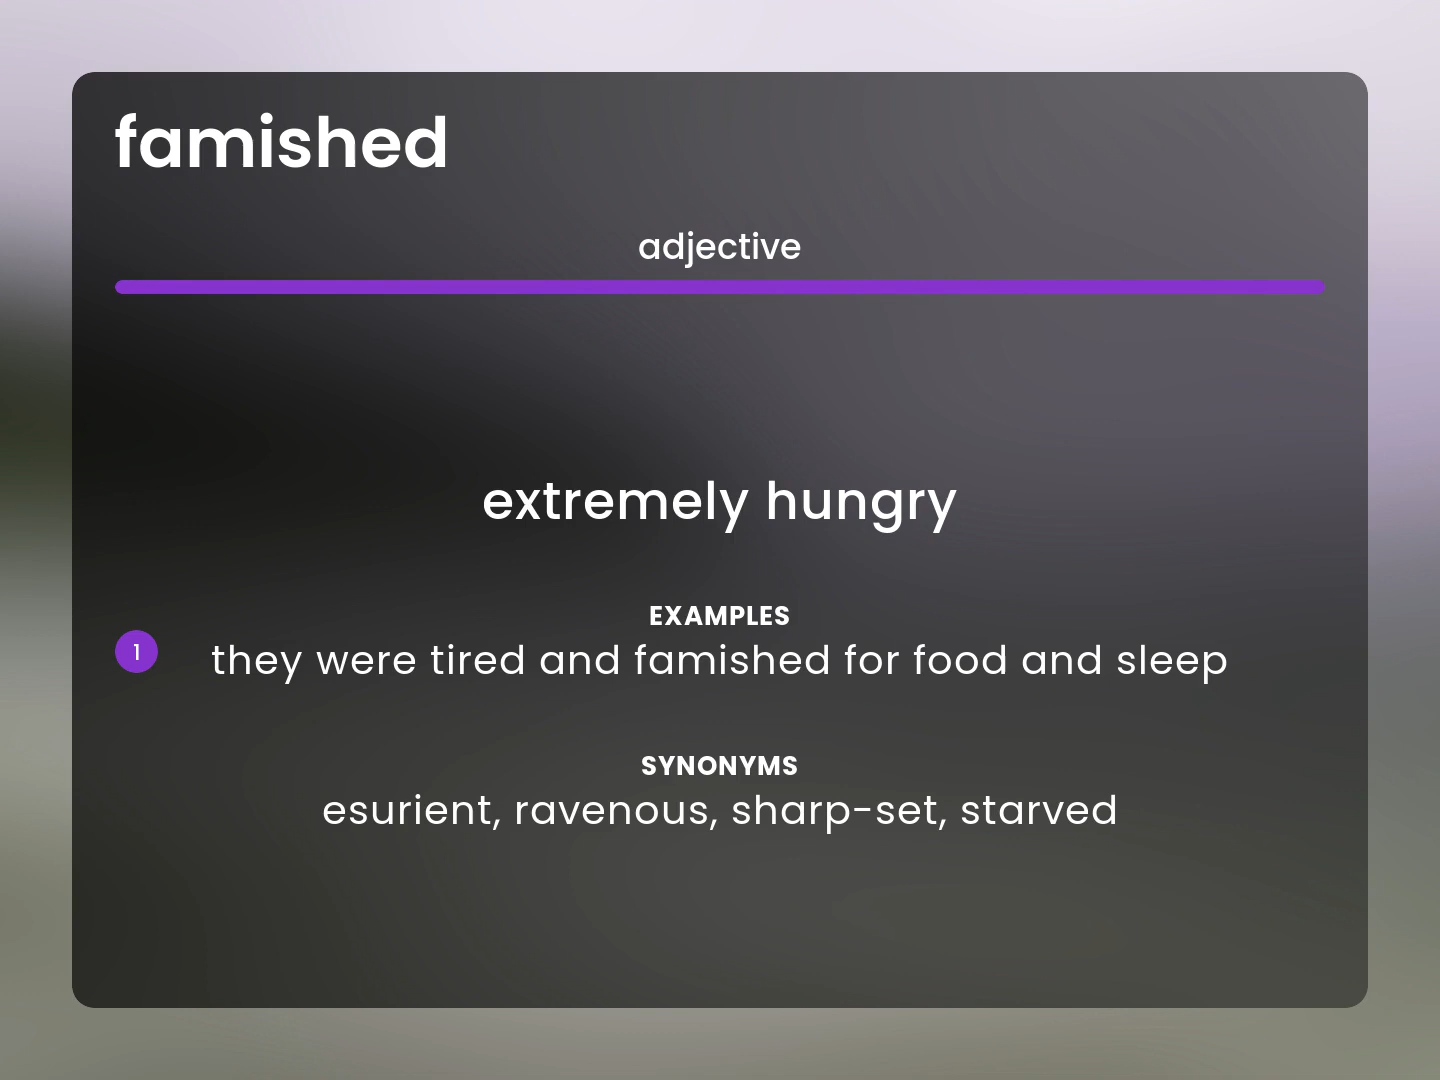 famished
adjective
extremely hungry
EXAMPLES
1
they were tired and famished for food and sleep
SYNONYMS
esurient, ravenous, sharp-set, starved